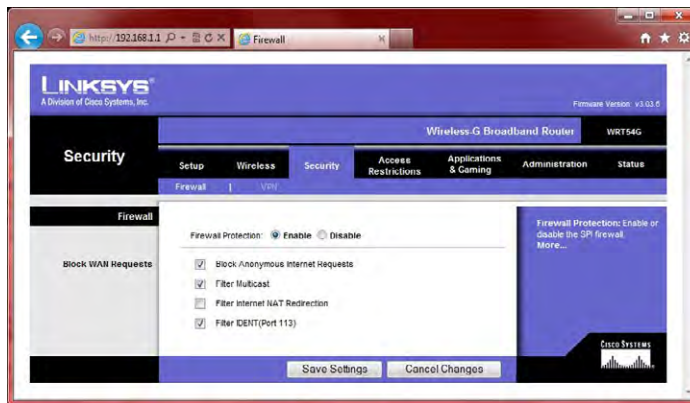 http://192.168.1.1
Firewall
LINKSYS®
A Division of Cisco Systems, Inc.
Firmware Version: v3.03.6
Wireless-G Broadband Router
WRT54G
Security
Setup
Wireless
Security
Access Restrictions
Applications & Gaming
Administration
Status
Firewall | VPN
Firewall
Firewall Protection: Enable Disable
Block WAN Requests
Block Anonymous Internet Requests
Filter Multicast
Filter Internet NAT Redirection
Filter IDENT(Port 113)
Firewall Protection: Enable or
disable the SPI firewall.
More...
Save Settings
Cancel Changes
CISCO SYSTEMS